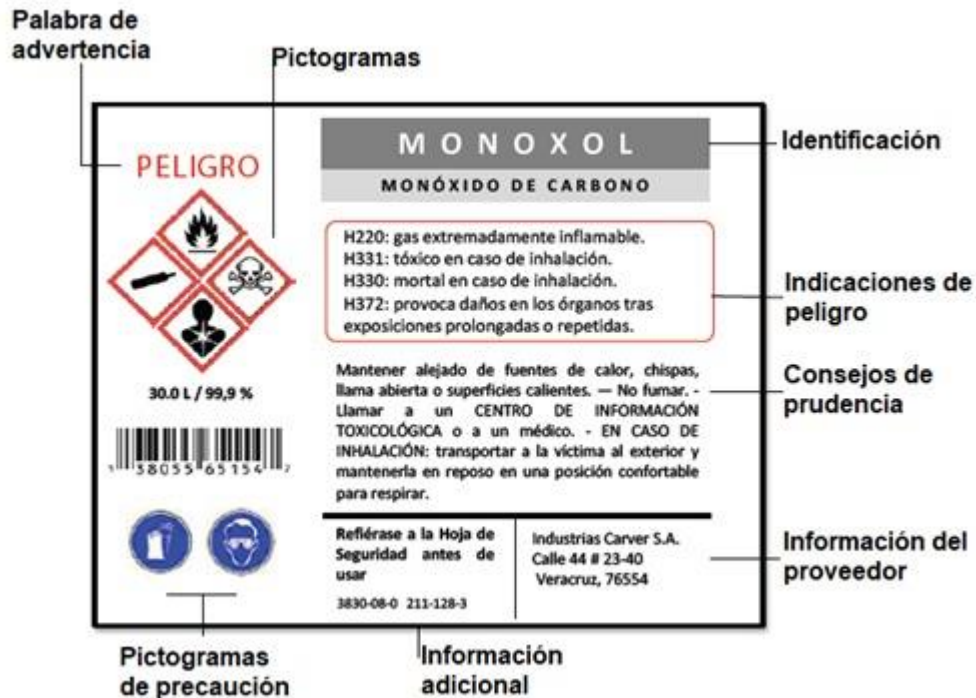 Palabra de
advertencia
Pictogramas
PELIGRO
MONOXOL
MONÓXIDO DE CARBONO
Identificación
H220: gas extremadamente inflamable.
H331: tóxico en caso de inhalación.
H330: mortal en caso de inhalación.
H372: provoca daños en los órganos tras
exposiciones prolongadas o repetidas.
Indicaciones de
peligro
30.0 L / 99,9 %
Mantener alejado de fuentes de calor, chispas,
llama abierta o superficies calientes. — No fumar. -
Llamar a un CENTRO DE INFORMACIÓN
TOXICOLÓGICA o a un médico. - EN CASO DE
INHALACIÓN: transportar a la víctima al exterior y
mantenerla en reposo en una posición confortable
para respirar.
Consejos de
prudencia
38055 65154
Refiérase a la Hoja de
Seguridad antes de
usar
3830-08-0 211-128-3
Industrias Carver S.A.
Calle 44 # 23-40
Veracruz, 76554
Información del
proveedor
Pictogramas
de precaución
Información
adicional